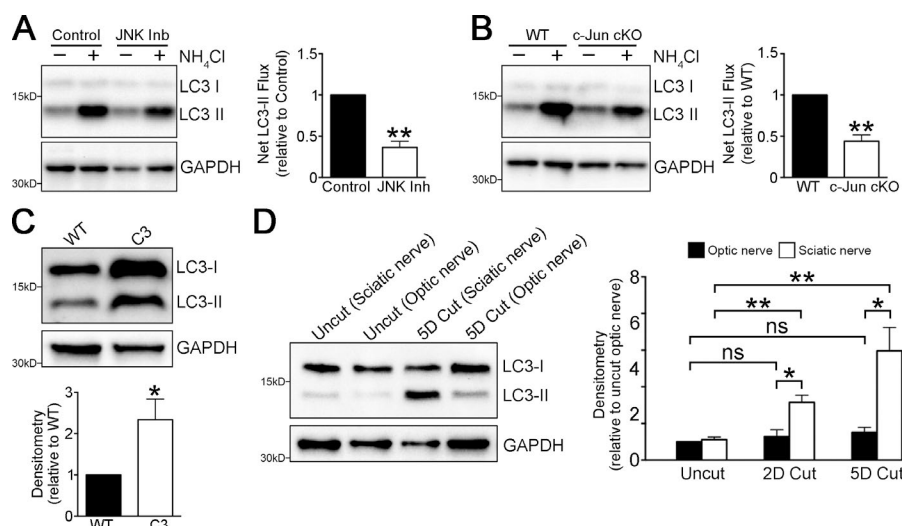 A
Control JNK Inb
− + − + NH4Cl
15kD
LC3 I
LC3 II
GAPDH
30kD
Net LC3-II Flux
(relative to Control)
1.5
1
0.5
0
**
Control JNK Inh
B
WT c-Jun cKO
− + − + NH4Cl
15kD
LC3 I
LC3 II
GAPDH
30kD
Net LC3-II Flux
(relative to WT)
1.5
1
0.5
0
**
WT c-Jun cKO
C
WT C3
LC3-I
15kD
LC3-II
GAPDH
30kD
Densitometry
(relative to WT)
3
2
1
0
*
WT C3
D
Uncut (Sciatic nerve)
Uncut (Optic nerve)
5D Cut (Sciatic nerve)
5D Cut (Optic nerve)
LC3-I
15kD
LC3-II
GAPDH
30kD
Optic nerve Sciatic nerve
Densitometry
(relative to uncut optic nerve)
8
6
4
2
0
**
**
*
ns
ns
*
Uncut 2D Cut 5D Cut